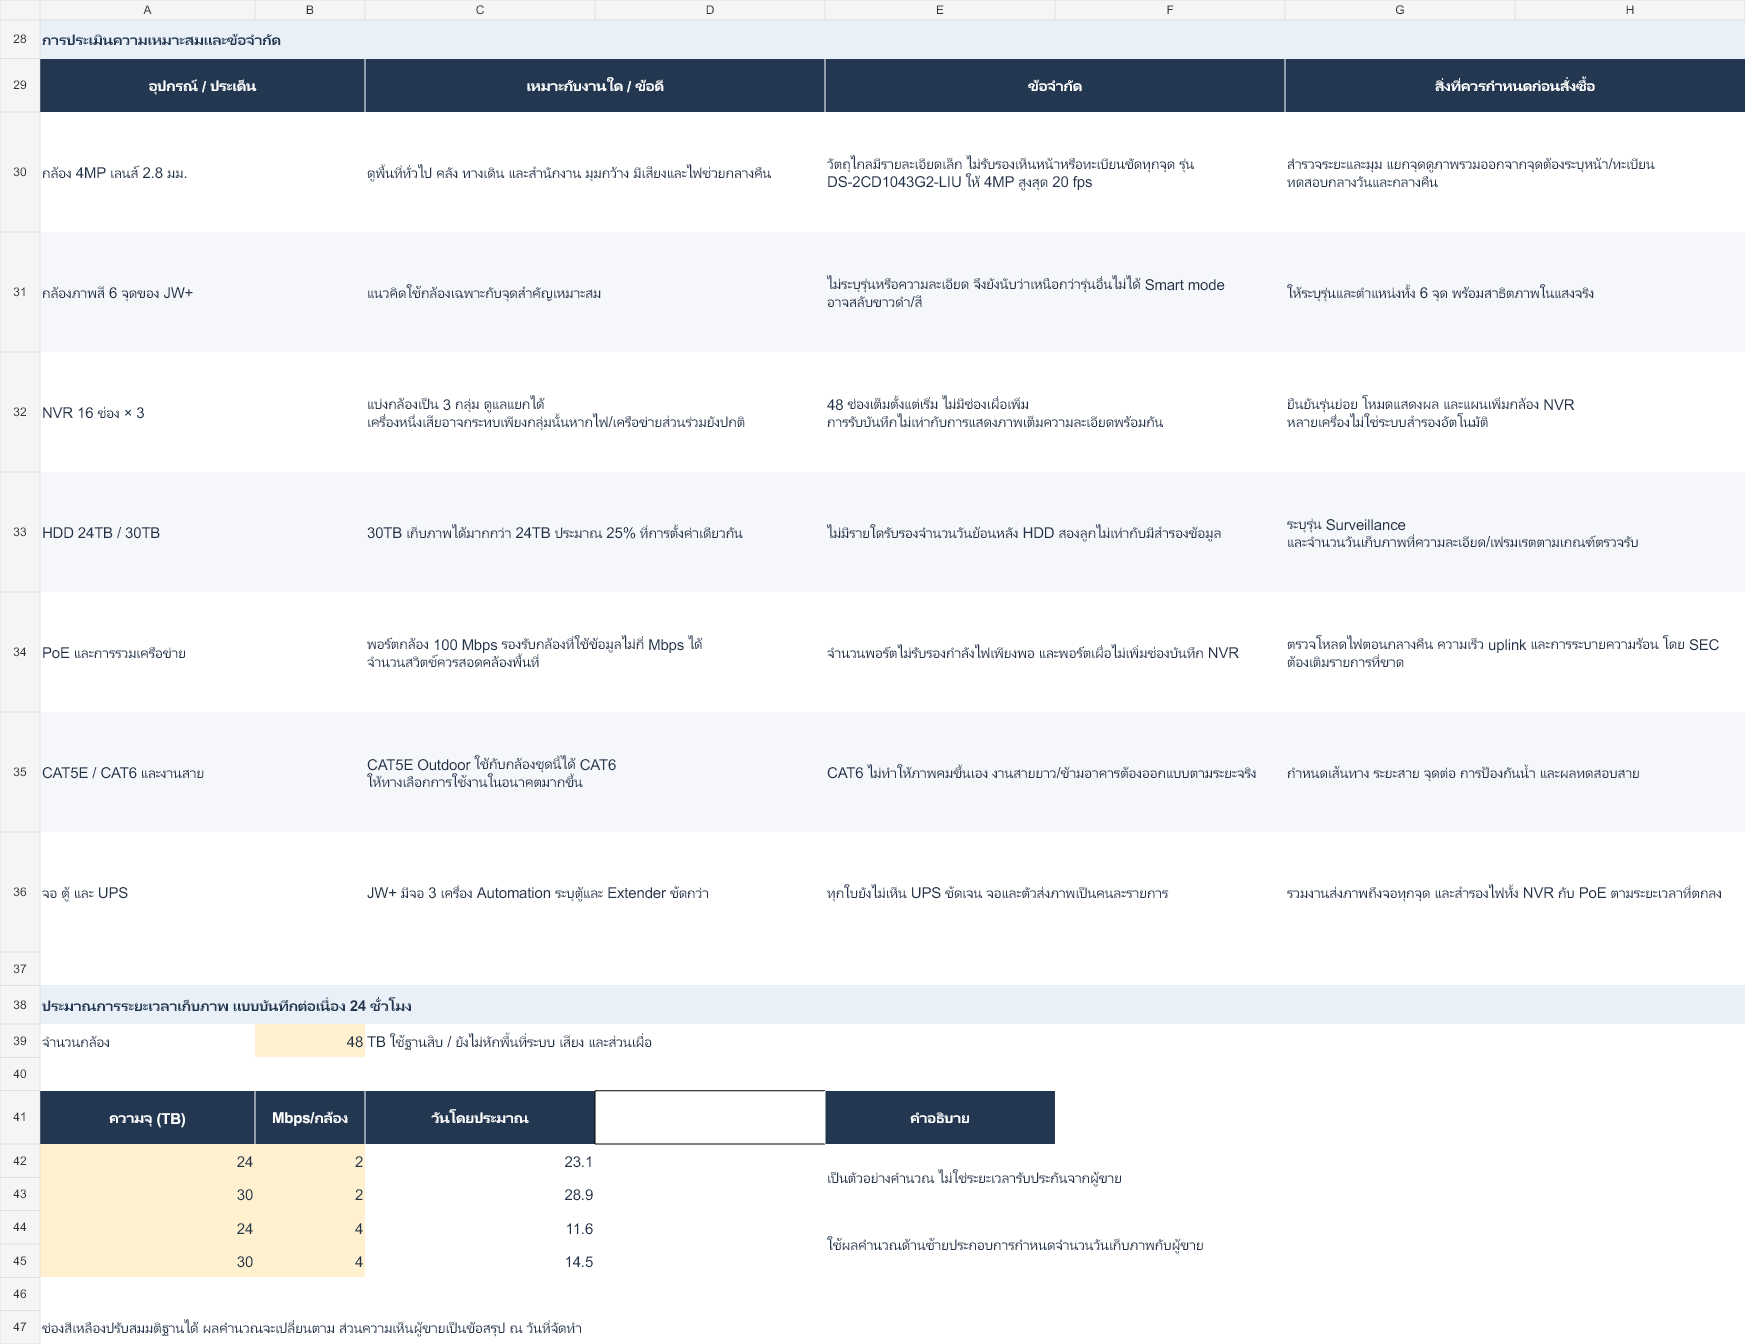 A B C D E F G H
28 การประเมินความเหมาะสมและข้อจำกัด
29 อุปกรณ์ / ประเด็น เหมาะกับงานใด / ข้อดี ข้อจำกัด สิ่งที่ควรกำหนดก่อนสั่งซื้อ
30 กล้อง 4MP เลนส์ 2.8 มม. ดูพื้นที่ทั่วไป คลัง ทางเดิน และสำนักงาน มุมกว้าง มีเสียงและไฟช่วยกลางคืน
วัตถุไกลมีรายละเอียดเล็ก ไม่รับรองเห็นหน้าหรือทะเบียนชัดทุกจุด รุ่น
DS-2CD1043G2-LIU ให้ 4MP สูงสุด 20 fps
สำรวจระยะและมุม แยกจุดดูภาพรวมออกจากจุดต้องระบุหน้า/ทะเบียน
ทดสอบกลางวันและกลางคืน
31 กล้องภาพสี 6 จุดของ JW+ แนวคิดใช้กล้องเฉพาะกับจุดสำคัญเหมาะสม
ไม่ระบุรุ่นหรือความละเอียด จึงยังนับว่าเหนือกว่ารุ่นอื่นไม่ได้ Smart mode
อาจสลับขาวดำ/สี
ให้ระบุรุ่นและตำแหน่งทั้ง 6 จุด พร้อมสาธิตภาพในแสงจริง
32 NVR 16 ช่อง × 3
แบ่งกล้องเป็น 3 กลุ่ม ดูแลแยกได้
เครื่องหนึ่งเสียอาจกระทบเพียงกลุ่มนั้นหากไฟ/เครือข่ายส่วนร่วมยังปกติ
48 ช่องเต็มตั้งแต่เริ่ม ไม่มีช่องเผื่อเพิ่ม
การรับบันทึกไม่เท่ากับการแสดงภาพเต็มความละเอียดพร้อมกัน
ยืนยันรุ่นย่อย โหมดแสดงผล และแผนเพิ่มกล้อง NVR
หลายเครื่องไม่ใช่ระบบสำรองอัตโนมัติ
33 HDD 24TB / 30TB 30TB เก็บภาพได้มากกว่า 24TB ประมาณ 25% ที่การตั้งค่าเดียวกัน
ไม่มีรายใดรับรองจำนวนวันย้อนหลัง HDD สองลูกไม่เท่ากับมีสำรองข้อมูล
ระบุรุ่น Surveillance
และจำนวนวันเก็บภาพที่ความละเอียด/เฟรมเรตตามเกณฑ์ตรวจรับ
34 PoE และการรวมเครือข่าย
พอร์ตกล้อง 100 Mbps รองรับกล้องที่ใช้ข้อมูลไม่กี่ Mbps ได้
จำนวนสวิตช์ควรสอดคล้องพื้นที่
จำนวนพอร์ตไม่รับรองกำลังไฟเพียงพอ และพอร์ตเผื่อไม่เพิ่มช่องบันทึก NVR
ตรวจโหลดไฟตอนกลางคืน ความเร็ว uplink และการระบายความร้อน โดย SEC
ต้องเติมรายการที่ขาด
35 CAT5E / CAT6 และงานสาย
CAT5E Outdoor ใช้กับกล้องชุดนี้ได้ CAT6
ให้ทางเลือกการใช้งานในอนาคตมากขึ้น
CAT6 ไม่ทำให้ภาพคมขึ้นเอง งานสายยาว/ข้ามอาคารต้องออกแบบตามระยะจริง
กำหนดเส้นทาง ระยะสาย จุดต่อ การป้องกันน้ำ และผลทดสอบสาย
36 จอ ตู้ และ UPS JW+ มีจอ 3 เครื่อง Automation ระบุตู้และ Extender ชัดกว่า
ทุกใบยังไม่เห็น UPS ชัดเจน จอและตัวส่งภาพเป็นคนละรายการ
รวมงานส่งภาพถึงจอทุกจุด และสำรองไฟทั้ง NVR กับ PoE ตามระยะเวลาที่ตกลง
37
38 ประมาณการระยะเวลาเก็บภาพ แบบบันทึกต่อเนื่อง 24 ชั่วโมง
39 จำนวนกล้อง 48 TB ใช้ฐานสิบ / ยังไม่หักพื้นที่ระบบ เสียง และส่วนเผื่อ
40
41 ความจุ (TB) Mbps/กล้อง วันโดยประมาณ คำอธิบาย
42 24 2 23.1
เป็นตัวอย่างคำนวณ ไม่ใช่ระยะเวลารับประกันจากผู้ขาย
43 30 2 28.9
44 24 4 11.6
ใช้ผลคำนวณด้านซ้ายประกอบการกำหนดจำนวนวันเก็บภาพกับผู้ขาย
45 30 4 14.5
46
47 ช่องสีเหลืองปรับสมมติฐานได้ ผลคำนวณจะเปลี่ยนตาม ส่วนความเห็นผู้ขายเป็นข้อสรุป ณ วันที่จัดทำ